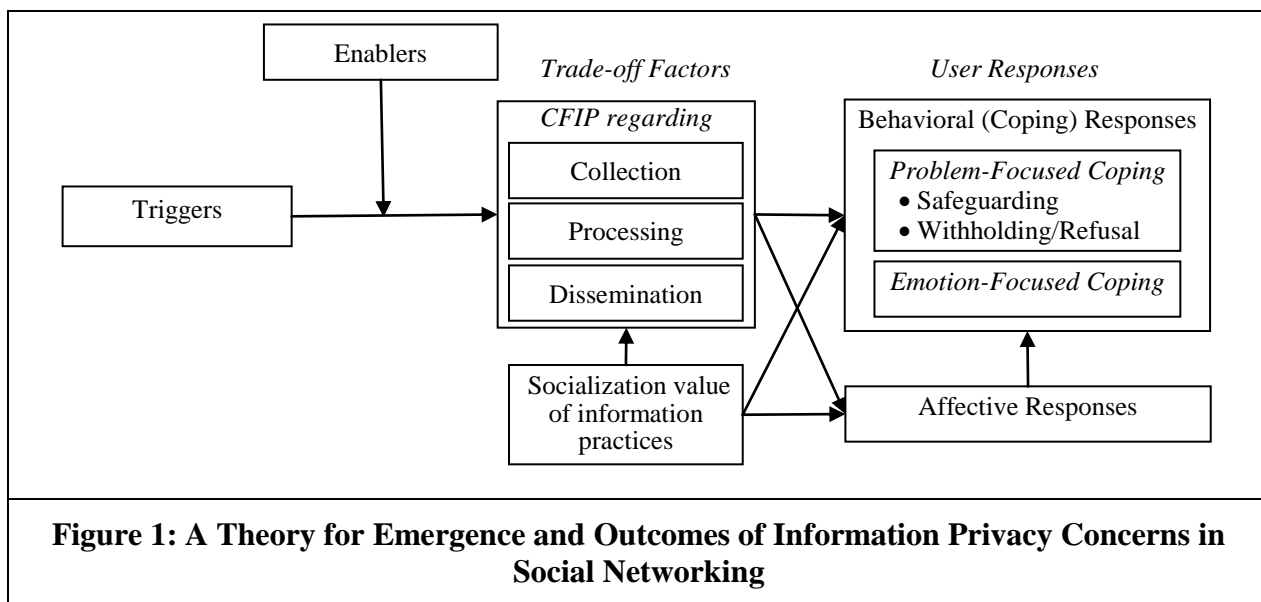 Enablers
Trade-off Factors
User Responses
CFIP regarding
Collection
Processing
Dissemination
Triggers
Behavioral (Coping) Responses
Problem-Focused Coping
• Safeguarding
• Withholding/Refusal
Emotion-Focused Coping
Socialization value
of information
practices
Affective Responses
Figure 1: A Theory for Emergence and Outcomes of Information Privacy Concerns in
Social Networking